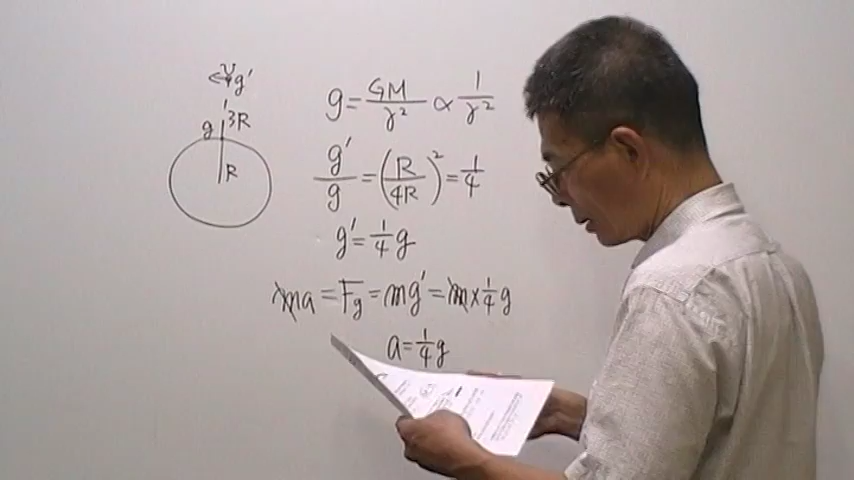 v
g'
g 3R
R
g = GM/r² ∝ 1/r²
g'/g = (R/4R)² = 1/4
g' = 1/4 g
ma = Fg = mg' = m × 1/4 g
a = 1/4 g